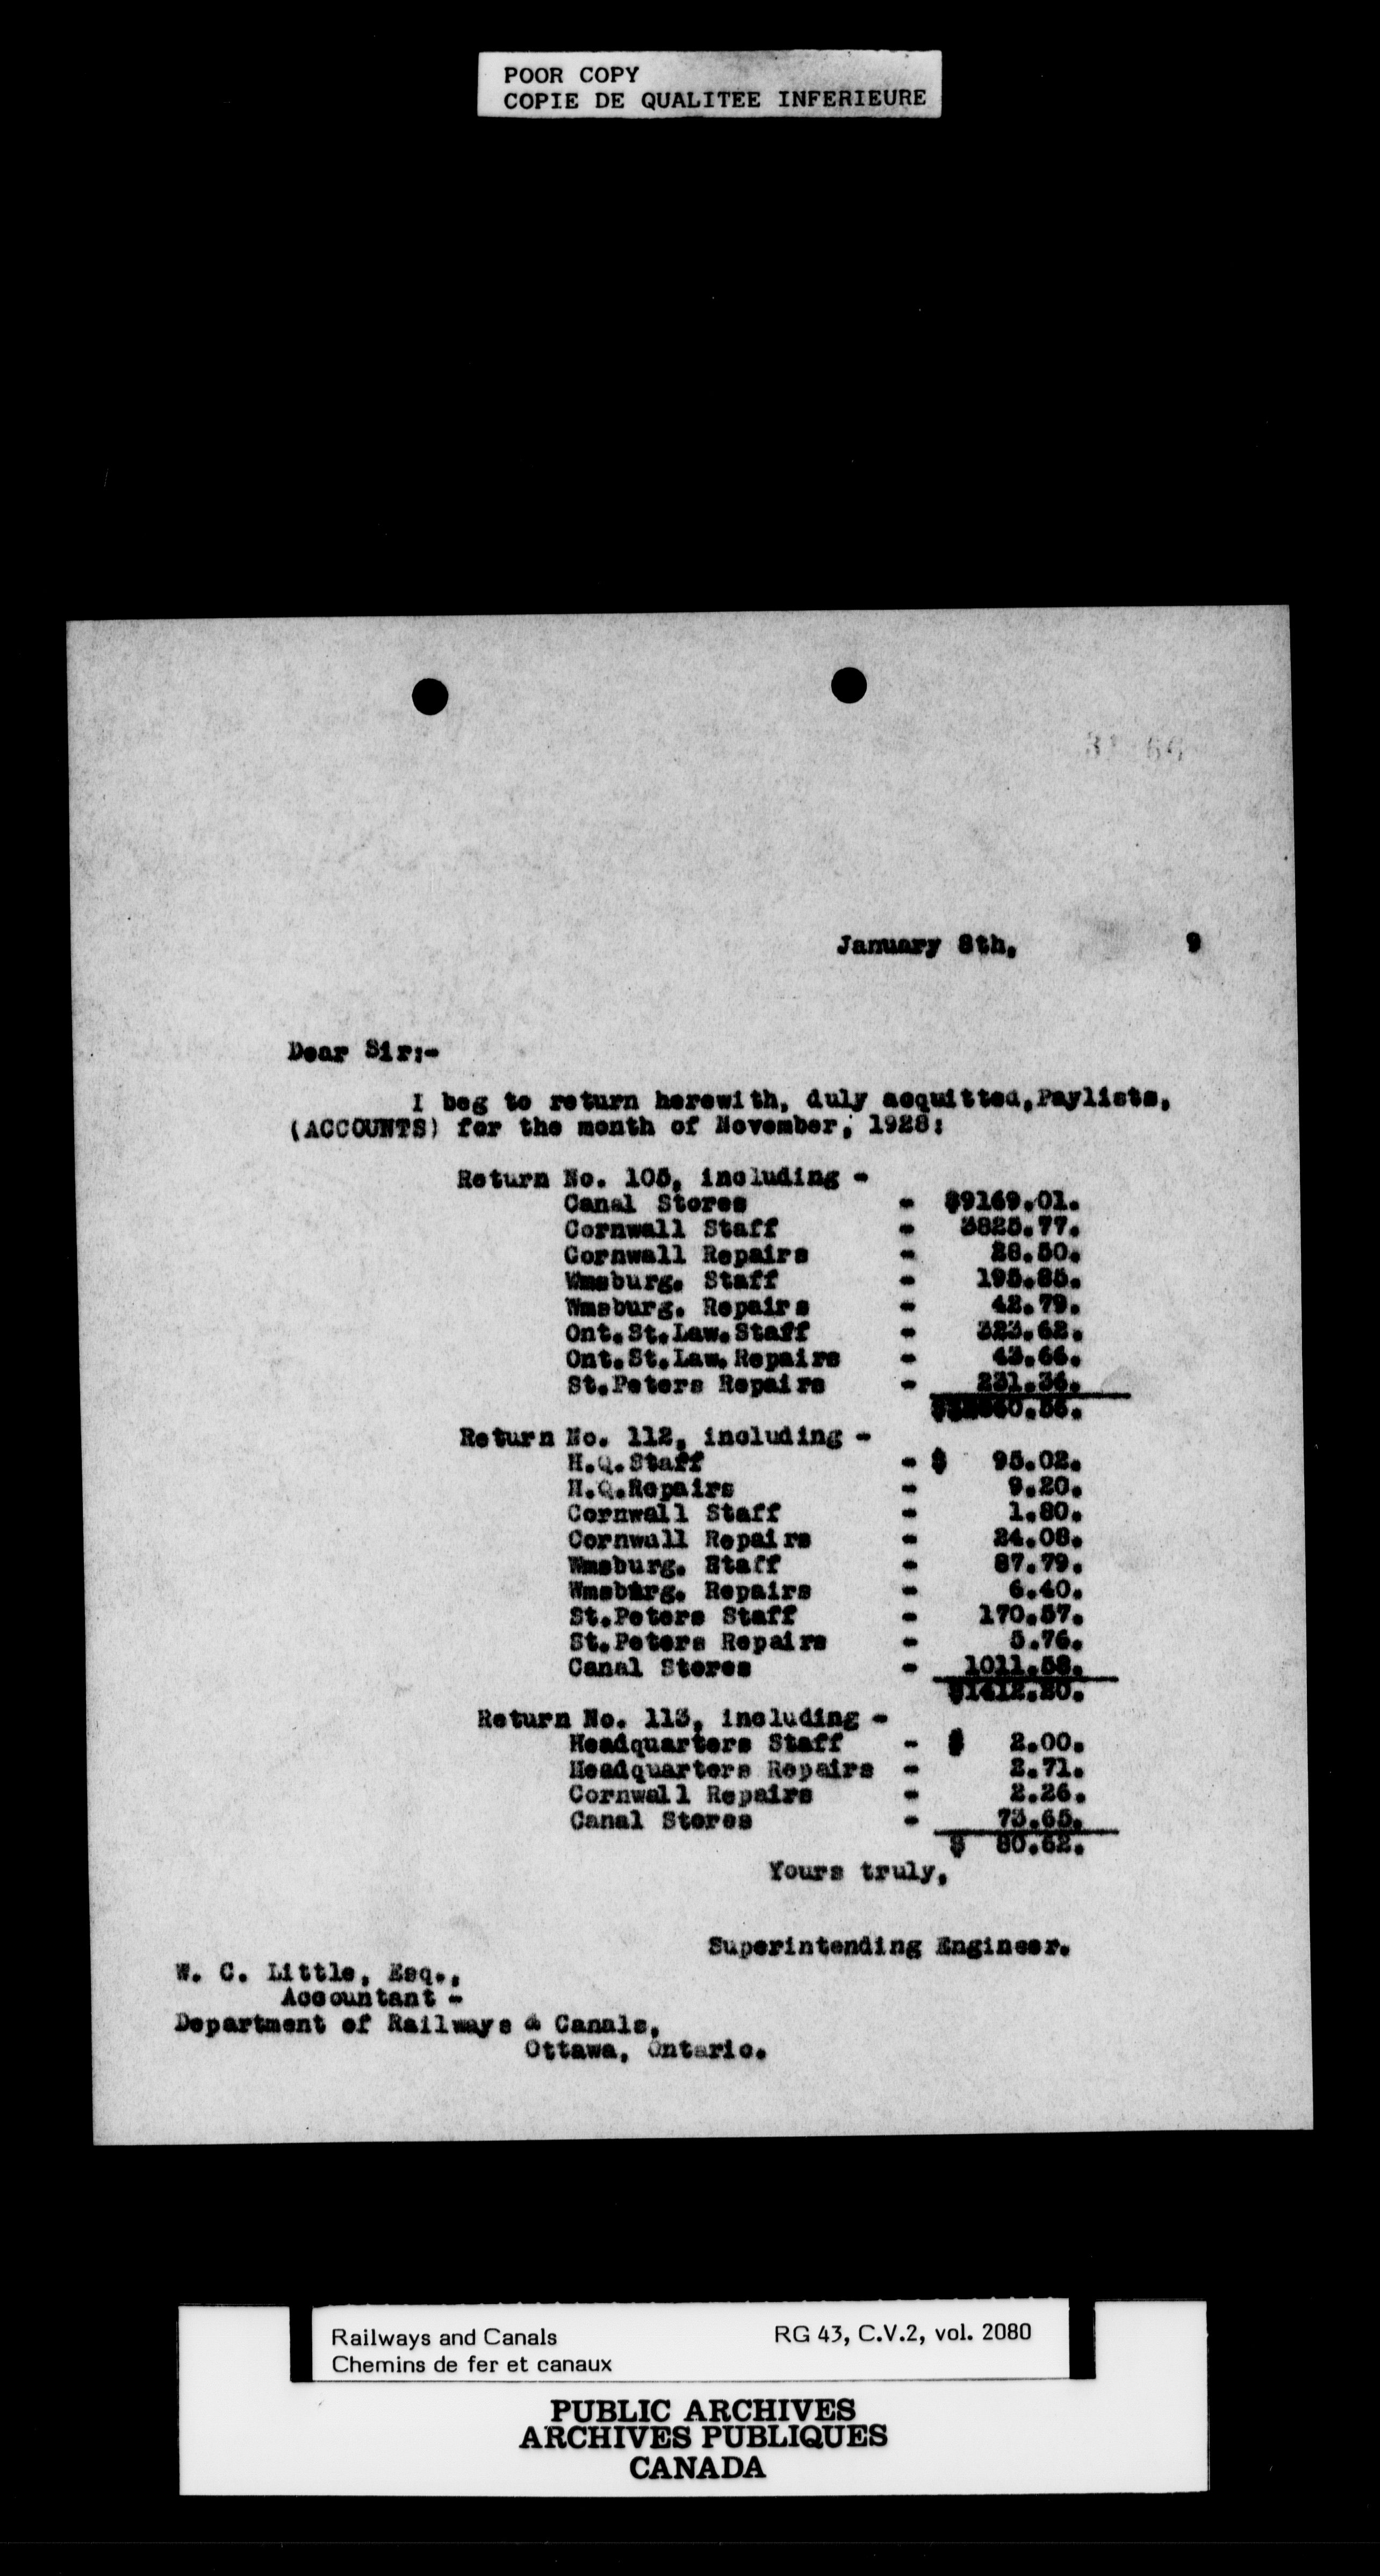 POOR COPY
COPIE DE QUALITEE INFERIEURE
January 8th, 9
Dear Sir:-
I beg to return herewith, duly acquitted,Paylists,
(ACCOUNTS) for the month of November, 1928:
Return No. 105, including -
Canal Stores - $9169.01.
Cornwall Staff - 3825.77.
Cornwall Repairs - 28.50.
Wmsburg. Staff - 195.85.
Wmsburg. Repairs - 42.79.
Ont.St.Law.Staff - 323.62.
Ont.St.Law.Repairs - 43.66.
St.Peters Repairs - 231.36.
$13860.56.
Return No. 112, including -
H.Q.Staff - $ 95.02.
H.Q.Repairs - 9.20.
Cornwall Staff - 1.80.
Cornwall Repairs - 24.08.
Wmsburg. Staff - 87.79.
Wmsburg. Repairs - 6.40.
St.Peters Staff - 170.57.
St.Peters Repairs - 5.76.
Canal Stores - 1011.58.
$1412.20.
Return No. 113, including -
Headquarters Staff - $ 2.00.
Headquarters Repairs - 2.71.
Cornwall Repairs - 2.26.
Canal Stores - 73.65.
$ 80.62.
Yours truly,
Superintending Engineer.
W. C. Little, Esq.,
Accountant -
Department of Railways & Canals,
Ottawa, Ontario.
Railways and Canals RG 43, C.V.2, vol. 2080
Chemins de fer et canaux
PUBLIC ARCHIVES
ARCHIVES PUBLIQUES
CANADA